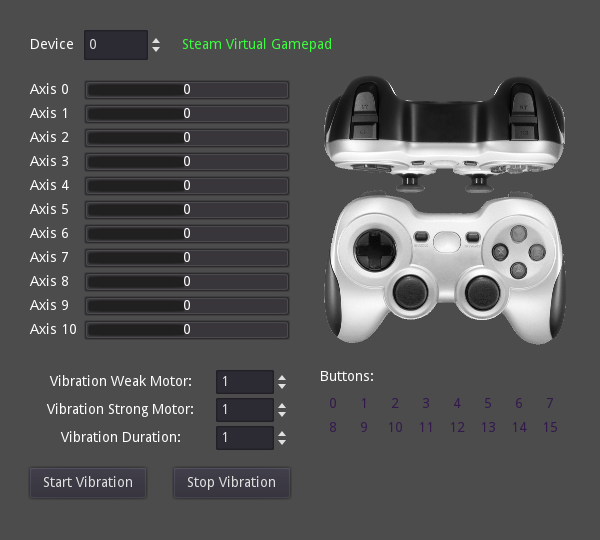 Device 0 Steam Virtual Gamepad
Axis 0 0
Axis 1 0
Axis 2 0
Axis 3 0
Axis 4 0
Axis 5 0
Axis 6 0
Axis 7 0
Axis 8 0
Axis 9 0
Axis 10 0
Vibration Weak Motor: 1
Vibration Strong Motor: 1
Vibration Duration: 1
Start Vibration Stop Vibration
Buttons:
0 1 2 3 4 5 6 7
8 9 10 11 12 13 14 15